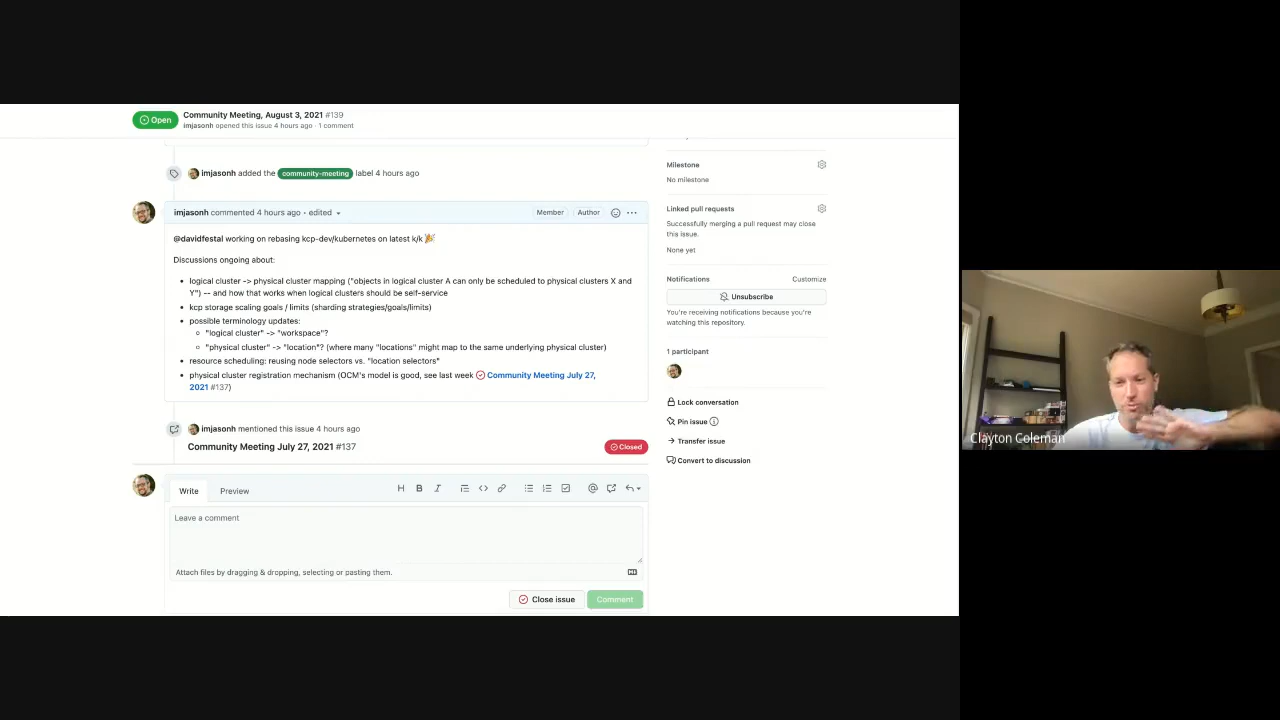 Open
Community Meeting, August 3, 2021 #139
imjasonh opened this issue 4 hours ago · 1 comment
imjasonh added the community-meeting label 4 hours ago
imjasonh commented 4 hours ago • edited
Member
Author
@davidfestal working on rebasing kcp-dev/kubernetes on latest k/k 🎉
Discussions ongoing about:
• logical cluster -> physical cluster mapping ("objects in logical cluster A can only be scheduled to physical clusters X and
Y") -- and how that works when logical clusters should be self-service
• kcp storage scaling goals / limits (sharding strategies/goals/limits)
• possible terminology updates:
◦ "logical cluster" -> "workspace"?
◦ "physical cluster" -> "location"? (where many "locations" might map to the same underlying physical cluster)
• resource scheduling: reusing node selectors vs. "location selectors"
• physical cluster registration mechanism (OCM's model is good, see last week Community Meeting July 27,
2021 #137)
imjasonh mentioned this issue 4 hours ago
Community Meeting July 27, 2021 #137
Closed
Write
Preview
H B I
Leave a comment
Attach files by dragging & dropping, selecting or pasting them.
Close issue
Comment
Milestone
No milestone
Linked pull requests
Successfully merging a pull request may close
this issue.
None yet
Notifications
Customize
Unsubscribe
You're receiving notifications because you're
watching this repository.
1 participant
Lock conversation
Pin issue
Transfer issue
Convert to discussion
Clayton Coleman